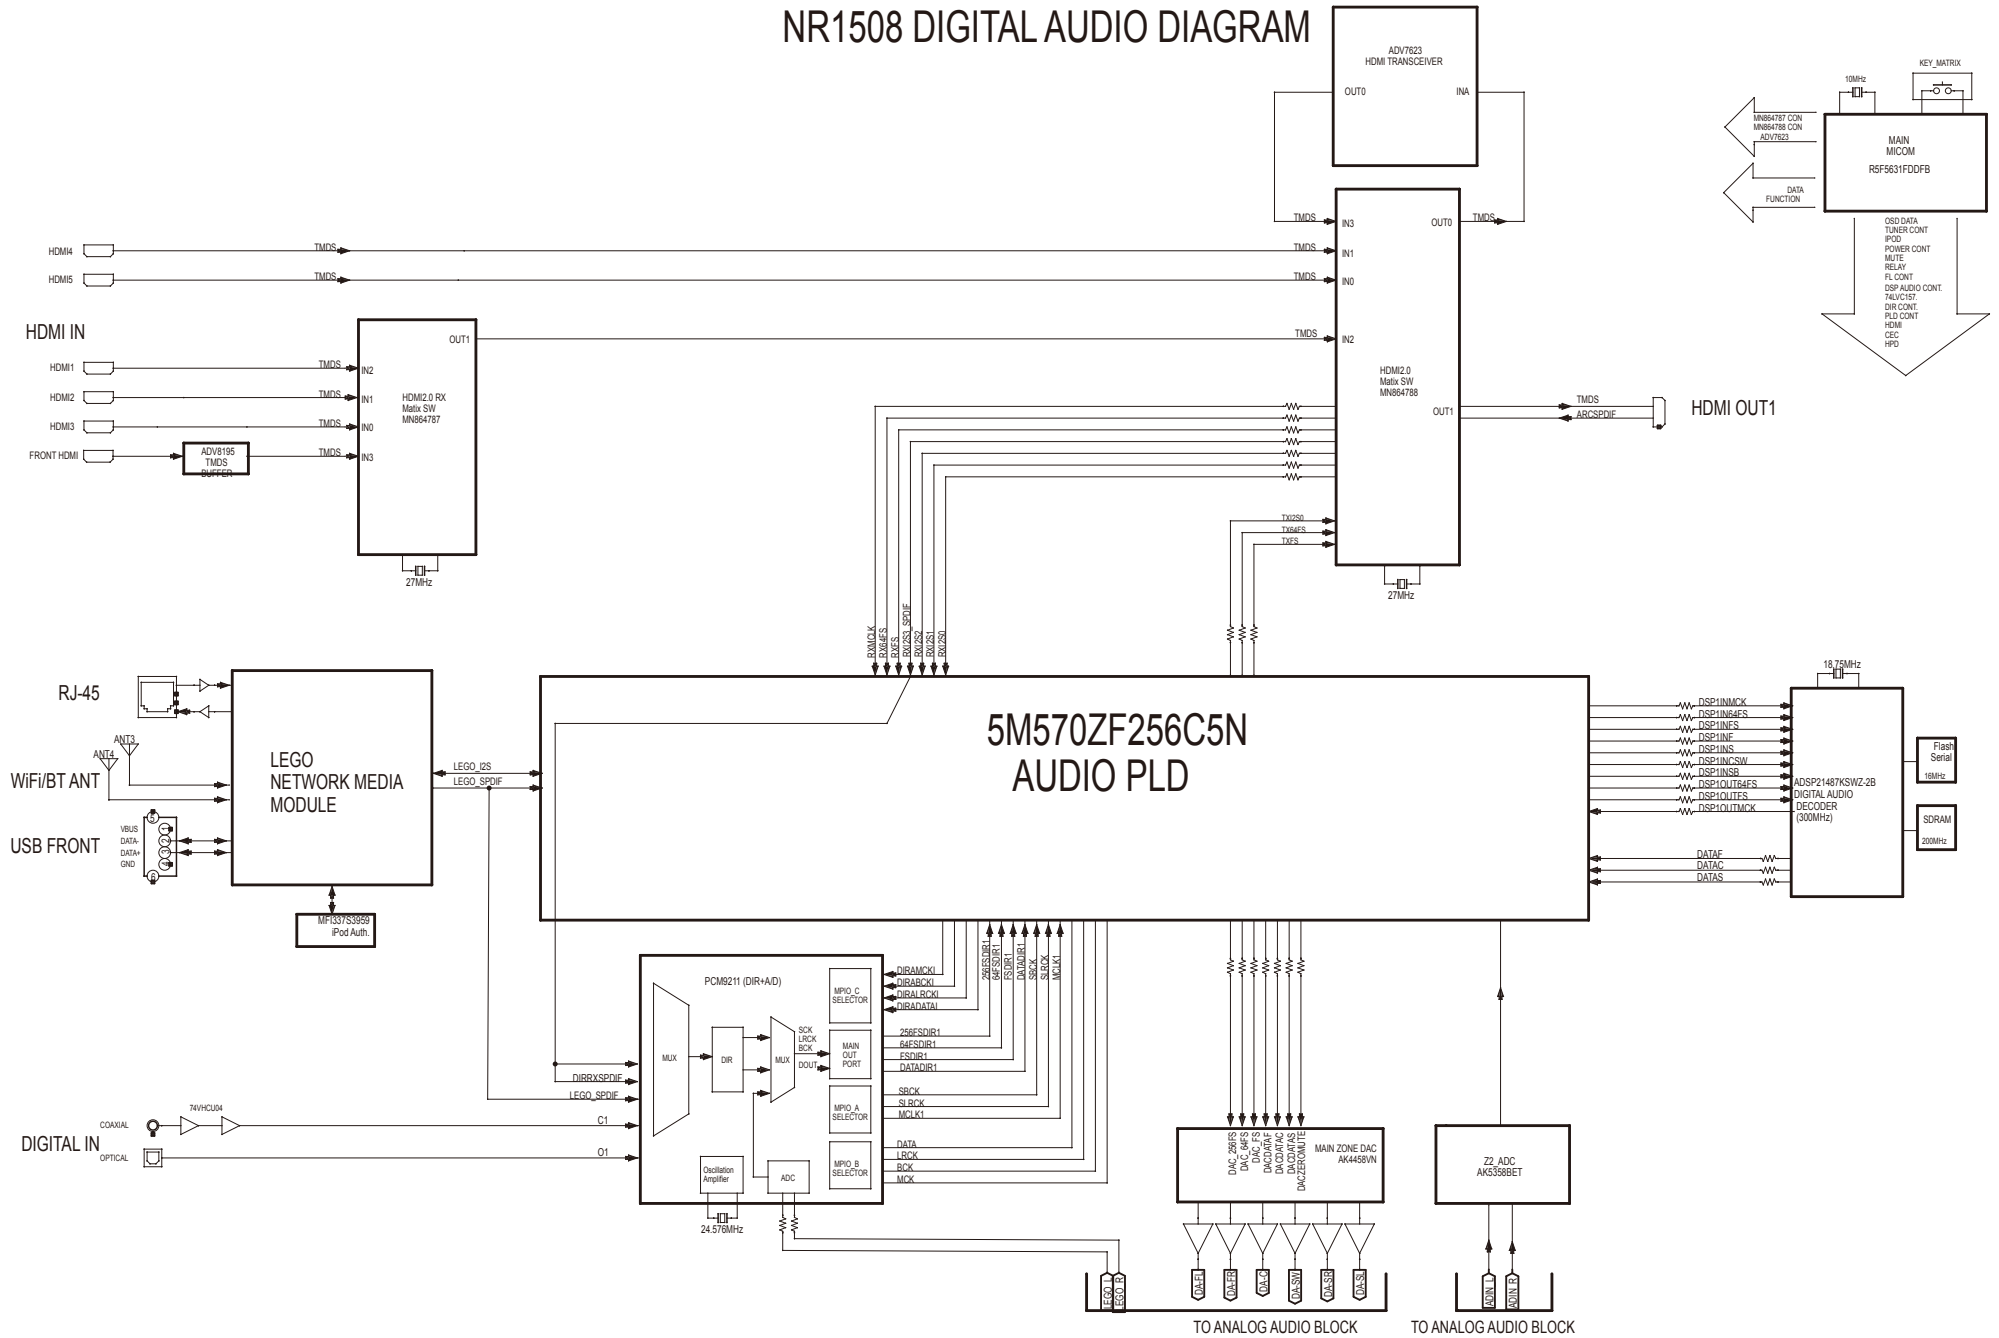 NR1508 DIGITAL AUDIO DIAGRAM
ADV7623
HDMI TRANSCEIVER
OUT0
INA
KEY_MATRIX
10MHz
MN864787 CON
MN864788 CON
ADV7623
MAIN
MICOM
R5F5631FDDFB
DATA
FUNCTION
OSD DATA
TUNER CONT
IPOD
POWER CONT
MUTE
RELAY
FL CONT
DSP AUDIO CONT.
74LVC157.
DIR CONT.
PLD CONT
HDMI
CEC
HPD
TMDS
IN3
OUT0
TMDS
HDMI4
TMDS
TMDS
IN1
HDMI5
TMDS
TMDS
IN0
HDMI IN
OUT1
TMDS
IN2
HDMI1
TMDS
IN2
HDMI2
TMDS
IN1
HDMI3
TMDS
IN0
FRONT HDMI
ADV8195
TMDS
BUFFER
TMDS
IN3
HDMI2.0 RX
Matix SW
MN864787
27MHz
HDMI2.0
Matix SW
MN864788
OUT1
TMDS
ARCSPDIF
HDMI OUT1
TXI2S0
TX64FS
TXFS
27MHz
RXMCLK
RX64FS
RXFS
RXI2S3_SPDIF
RXI2S2
RXI2S1
RXI2S0
RJ-45
ANT3
ANT4
WiFi/BT ANT
USB FRONT
VBUS
DATA-
DATA+
GND
5
1
2
3
4
6
LEGO
NETWORK MEDIA
MODULE
LEGO_I2S
LEGO_SPDIF
MFI337S3959
iPod Auth.
5M570ZF256C5N
AUDIO PLD
18.75MHz
DSP1INMCK
DSP1IN64FS
DSP1INFS
DSP1INF
DSP1INS
DSP1INCSW
DSP1INSB
DSP1OUT64FS
DSP1OUTFS
DSP1OUTMCK
DATAF
DATAC
DATAS
ADSP21487KSWZ-2B
DIGITAL AUDIO
DECODER
(300MHz)
Flash
Serial
16MHz
SDRAM
200MHz
PCM9211 (DIR+A/D)
MUX
DIR
MUX
SCK
LRCK
BCK
DOUT
MPIO_C
SELECTOR
MAIN
OUT
PORT
MPIO_A
SELECTOR
MPIO_B
SELECTOR
Oscillation
Amplifier
ADC
24.576MHz
DIRAMCKI
DIRABCKI
DIRALRCKI
DIRADATAI
256FSDIR1
64FSDIR1
FSDIR1
DATADIR1
SBCK
SLRCK
MCLK1
DATA
LRCK
BCK
MCK
256FSDIR1
64FSDIR1
FSDIR1
DATADIR1
SBCK
SLRCK
MCLK1
DIRRXSPDIF
LEGO_SPDIF
C1
O1
74VHCU04
COAXIAL
DIGITAL IN
OPTICAL
DAC_256FS
DAC_64FS
DAC_FS
DACDATAF
DACDATAC
DACDATAS
DACZEROMUTE
MAIN ZONE DAC
AK4458VN
Z2_ADC
AK5358BET
LEGO_L
LEGO_R
DA-FL
DA-FR
DA-C
DA-SW
DA-SR
DA-SL
ADIN_L
ADIN_R
TO ANALOG AUDIO BLOCK
TO ANALOG AUDIO BLOCK